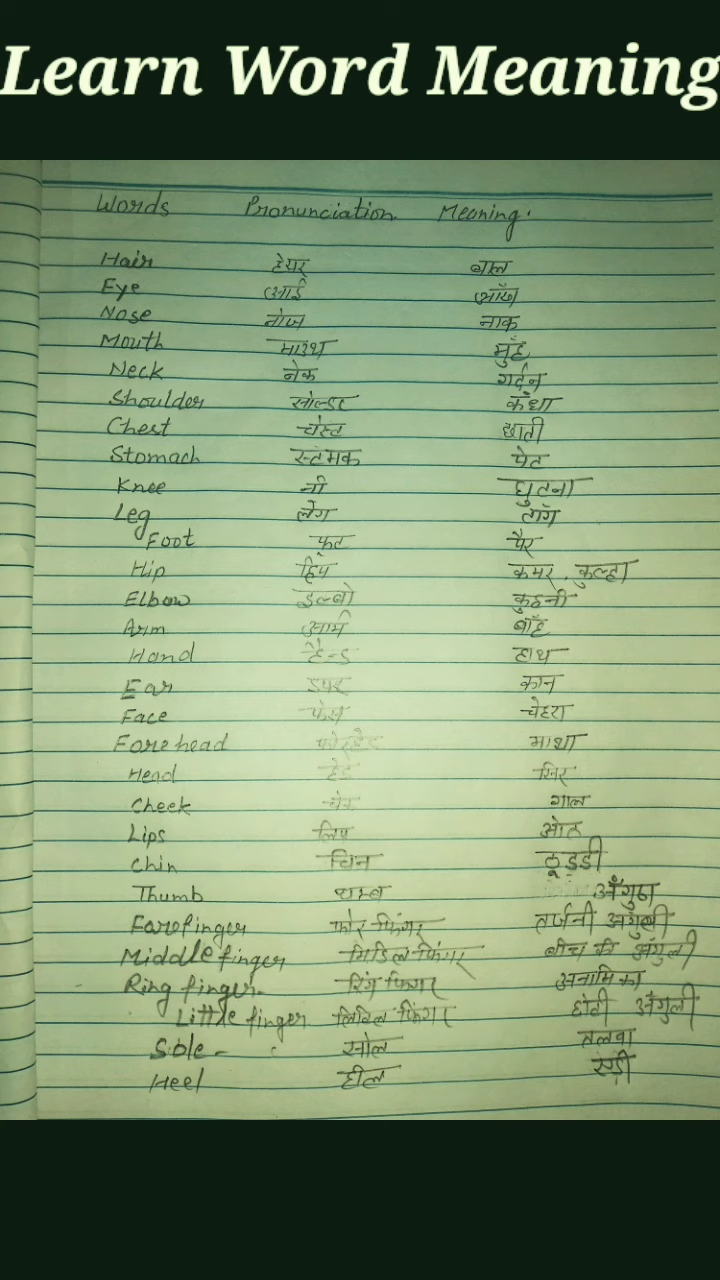 Learn Word Meaning
Words Pronunciation Meaning.
Hair हेयर् बाल
Eye आई आँख
Nose नोज नाक
Mouth माउथ मुँह
Neck नेक गर्दन
Shoulder सोल्डर कँधा
Chest चेस्ट छाती
Stomach स्टमक पेट
Knee नी घुटना
Leg लेग टाँग
Foot फुट पैर
Hip हिप कमर, कुल्हा
Elbow इल्बो कुहनी
Arm आर्म बाँह
Hand हैन्ड हाथ
Ear इयर कान
Face फेस चेहरा
Forehead फोरहेड माथा
Head हेड सिर
Cheek चेक गाल
Lips लिप ओठ
Chin चिन ठूड्डी
Thumb थम्ब अँगुठा
Farefinger फोर फिंगर तर्जनी अंगुली
Middle finger मिडिल फिंगर बीच की अंगुली
Ring finger रिंग फिंगर अनामिका
Little finger लिटिल फिंगर छोटी अँगुली
Sole सोल तलवा
Heel हील एड़ी